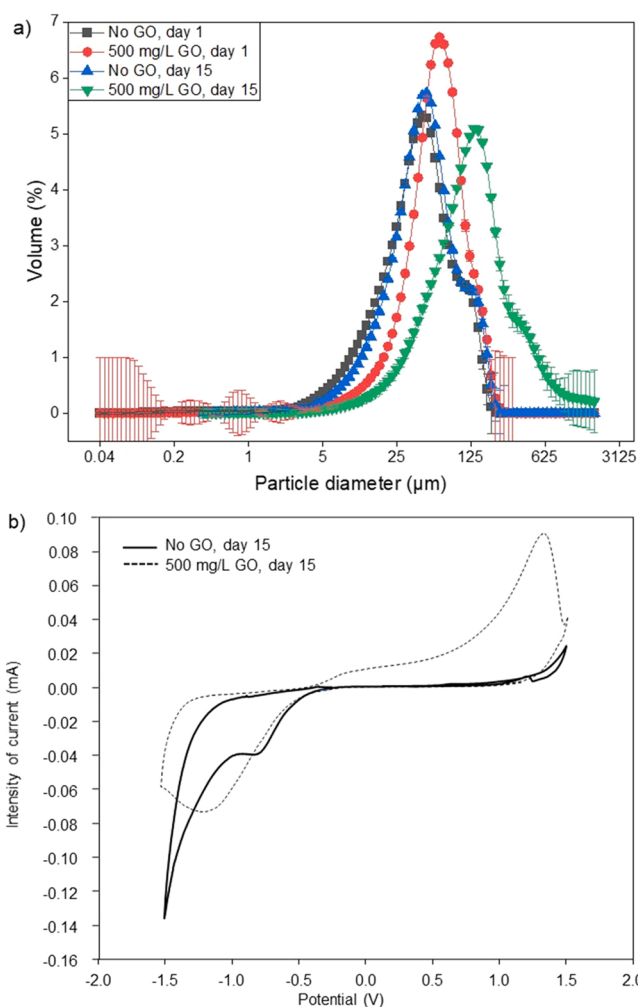 a)
7
6
5
4
3
2
1
0
Volume (%)
No GO, day 1
500 mg/L GO, day 1
No GO, day 15
500 mg/L GO, day 15
0.04 0.2 1 5 25 125 625 3125
Particle diameter (µm)
b)
0.10
0.08
0.06
0.04
0.02
0.00
-0.02
-0.04
-0.06
-0.08
-0.10
-0.12
-0.14
-0.16
Intensity of current (mA)
No GO, day 15
500 mg/L GO, day 15
-2.0 -1.5 -1.0 -0.5 0.0 0.5 1.0 1.5 2.0
Potential (V)